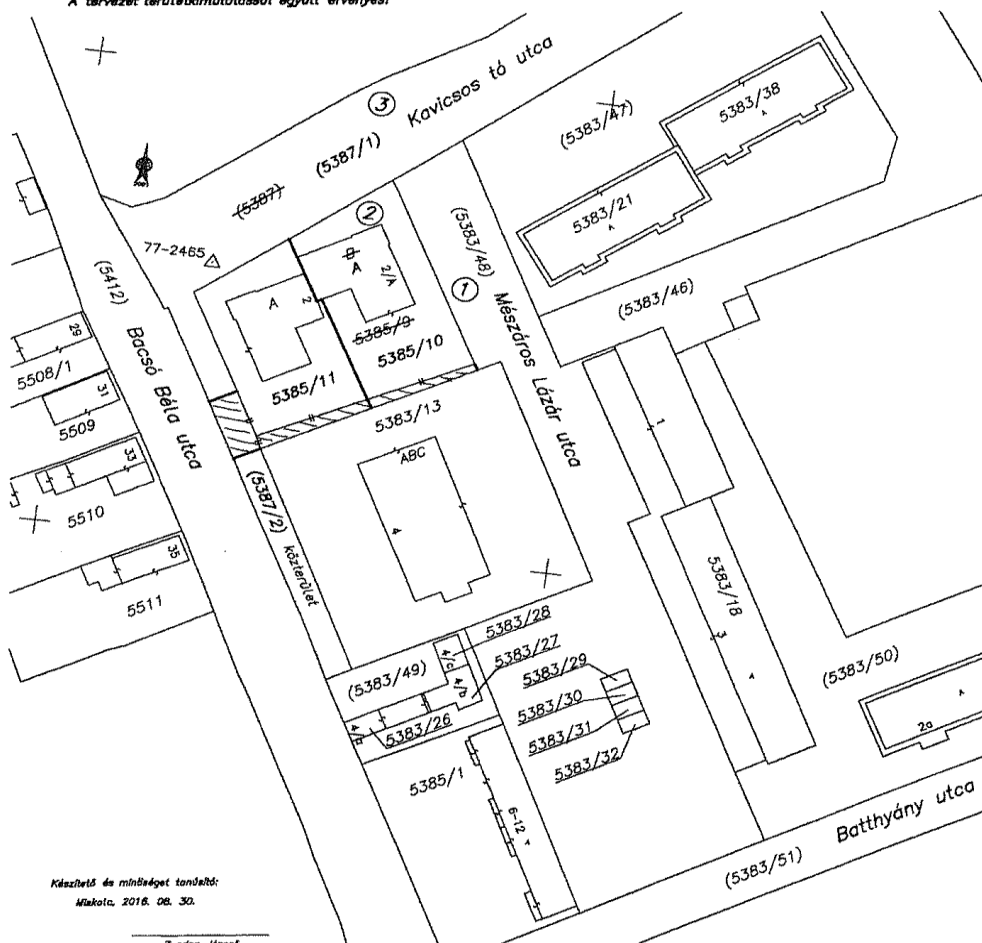 A tervezet területkimutatással együtt érvényes!
Kavicsos tó utca
3
(5387/1)
(5387)
(5383/47)
5383/38
5383/21
2
77-2465
(5383/48)
1
Mészáros Lázár utca
(5383/46)
A
2
A
2/A
5385/9
5385/10
5385/11
5383/13
(5412)
Bacsó Béla utca
29
5508/1
31
5509
33
5510
35
5511
(5387/2) közterület
ABC
4
1
5383/18
3
5383/28
5383/27
5383/29
5383/30
5383/31
5383/32
(5383/49)
4/c
4/b
4/a
5383/26
5385/1
6-12
(5383/50)
2a
Batthyány utca
(5383/51)
Készítető és minőséget tanúsító:
Miskolc, 2016. 08. 30.